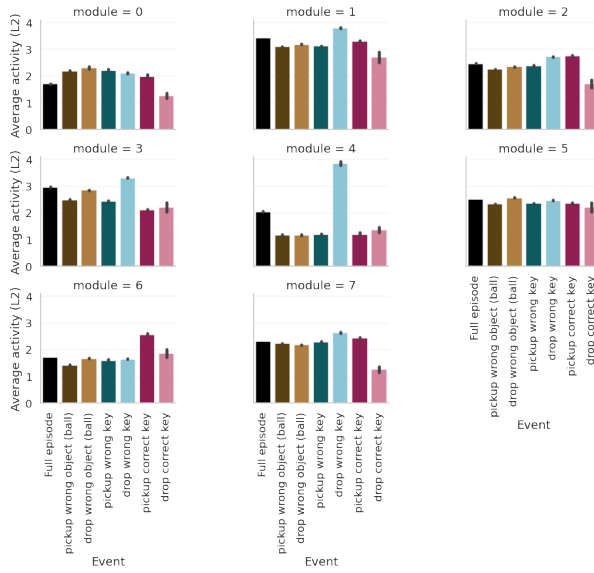 module = 0
module = 1
module = 2
Average activity (L2)
4
3
2
1
0
module = 3
module = 4
module = 5
Average activity (L2)
4
3
2
1
0
module = 6
module = 7
Average activity (L2)
4
3
2
1
0
Full episode
pickup wrong object (ball)
drop wrong object (ball)
pickup wrong key
drop wrong key
pickup correct key
drop correct key
Event
Full episode
pickup wrong object (ball)
drop wrong object (ball)
pickup wrong key
drop wrong key
pickup correct key
drop correct key
Event
Full episode
pickup wrong object (ball)
drop wrong object (ball)
pickup wrong key
drop wrong key
pickup correct key
drop correct key
Event